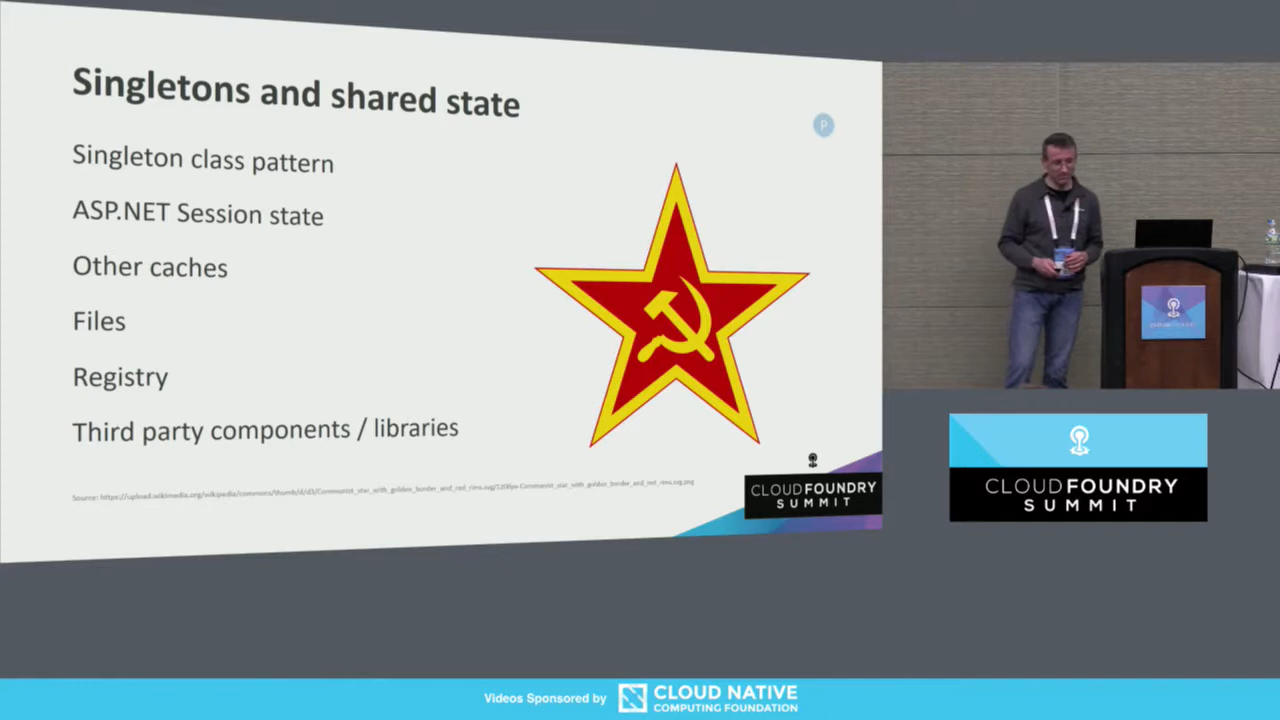 Singletons and shared state
P
Singleton class pattern
ASP.NET Session state
Other caches
Files
Registry
Third party components / libraries
CLOUDFOUNDRY
SUMMIT
CLOUDFOUNDRY
SUMMIT
Videos Sponsored by
CLOUD NATIVE
COMPUTING FOUNDATION